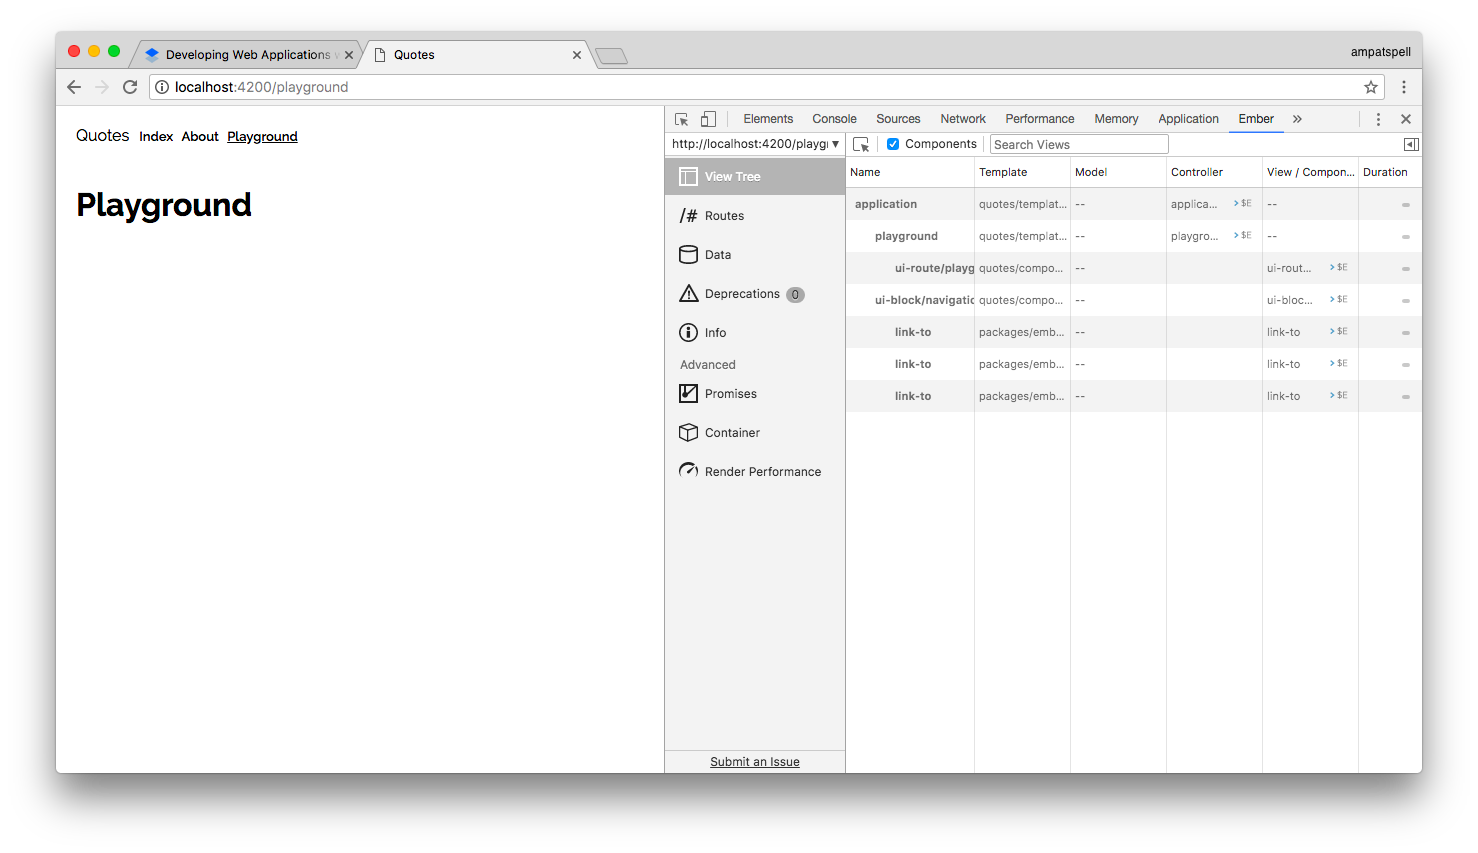 Developing Web Applications
Quotes
ampatspell
localhost:4200/playground
Quotes Index About Playground
Playground
Elements Console Sources Network Performance Memory Application Ember »
http://localhost:4200/playg ▼
Components
Search Views
View Tree
/# Routes
Data
Deprecations 0
Info
Advanced
Promises
Container
Render Performance
Submit an Issue
Name Template Model Controller View / Compon... Duration
application quotes/templat... -- applica... > $E --
playground quotes/templat... -- playgro... > $E --
ui-route/playg quotes/compo... -- ui-rout... > $E
ui-block/navigatio quotes/compo... -- ui-bloc... > $E
link-to packages/emb... -- link-to > $E
link-to packages/emb... -- link-to > $E
link-to packages/emb... -- link-to > $E